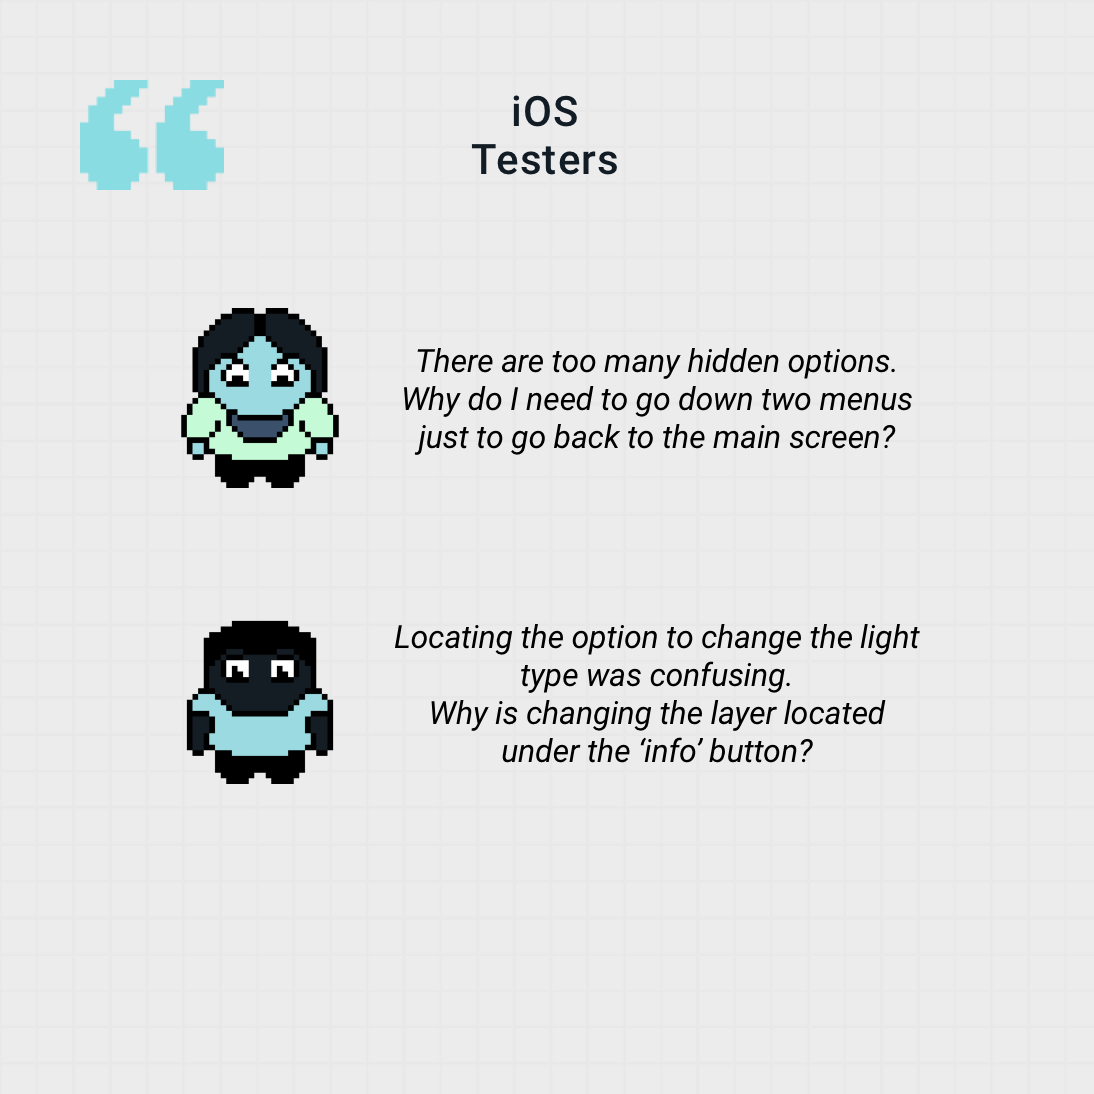 iOS
Testers
There are too many hidden options.
Why do I need to go down two menus
just to go back to the main screen?
Locating the option to change the light
type was confusing.
Why is changing the layer located
under the ‘info’ button?